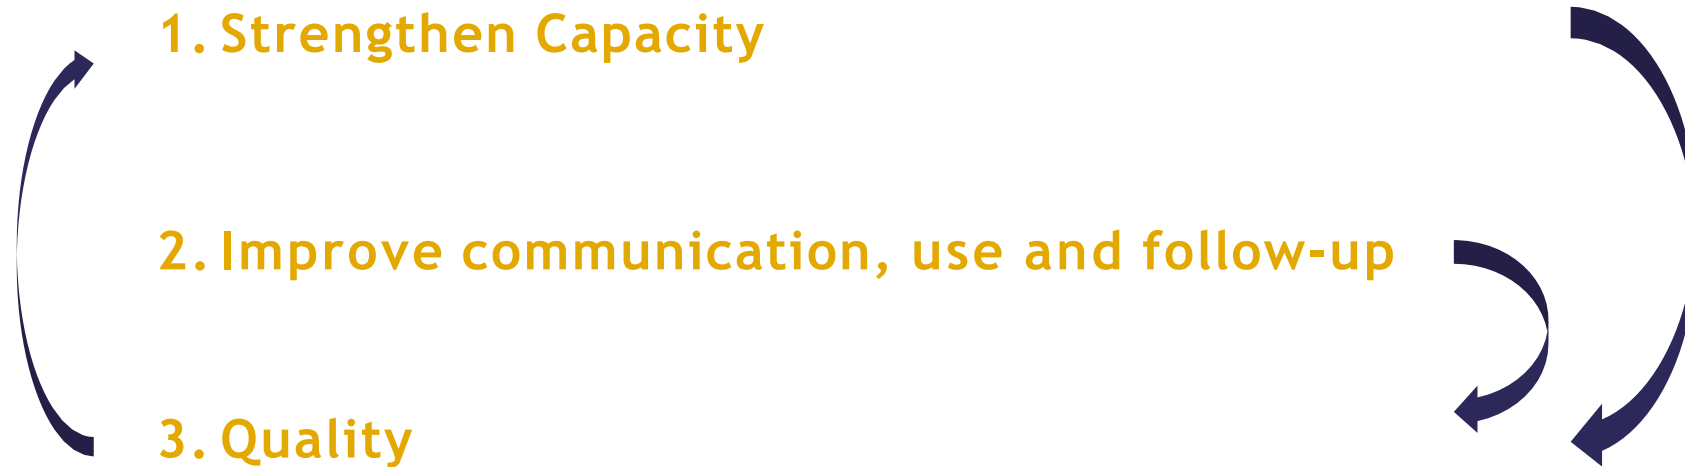 1. Strengthen Capacity
2. Improve communication, use and follow-up
3. Quality